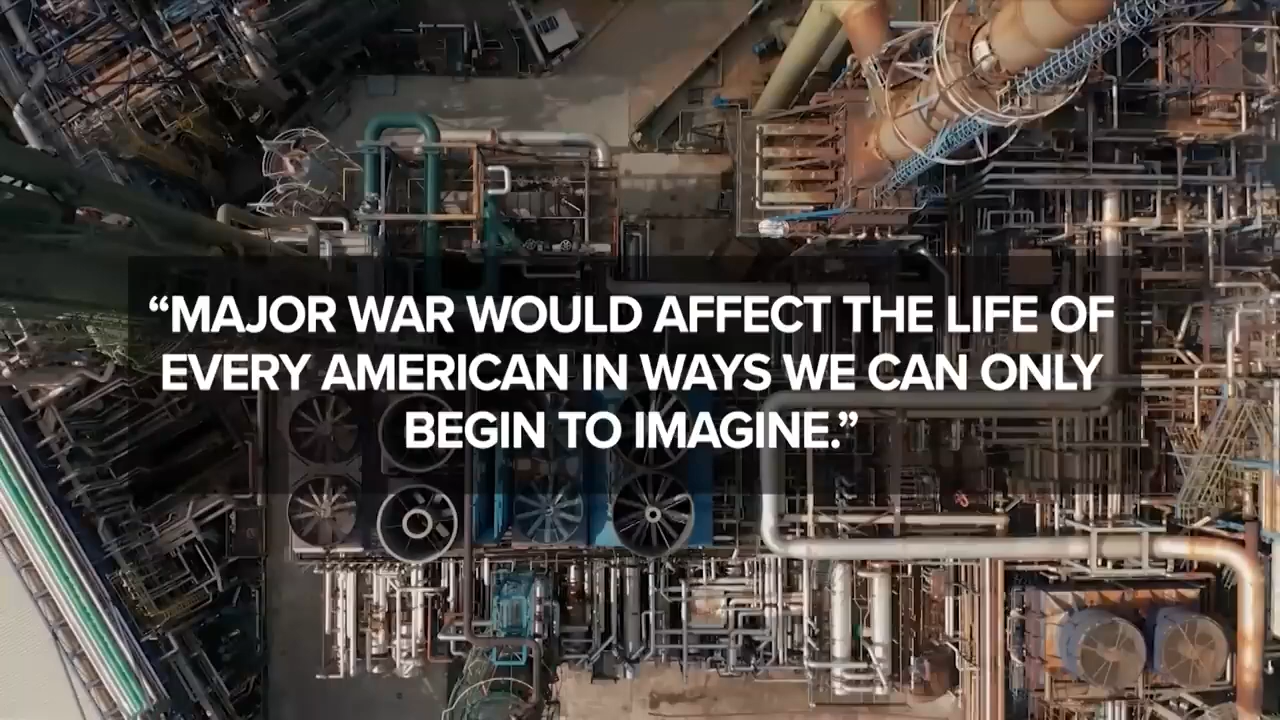 “MAJOR WAR WOULD AFFECT THE LIFE OF
EVERY AMERICAN IN WAYS WE CAN ONLY
BEGIN TO IMAGINE.”